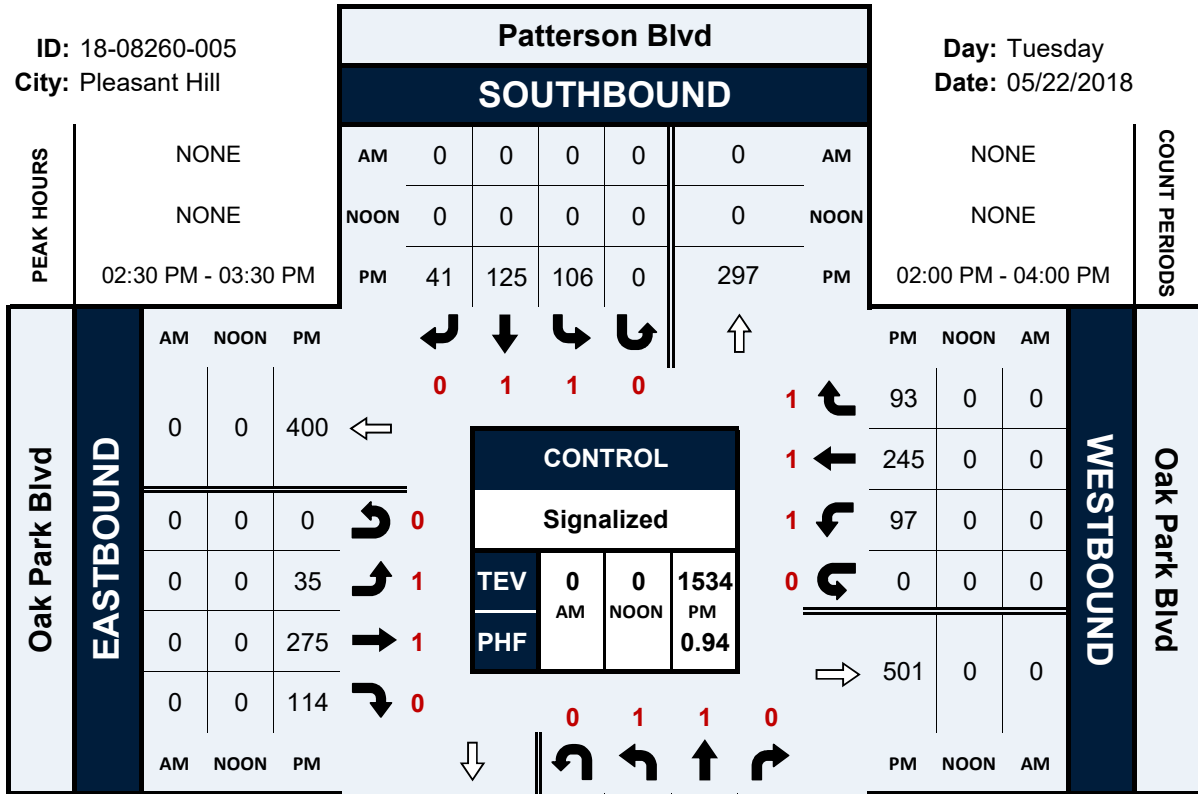 ID: 18-08260-005
City: Pleasant Hill
Patterson Blvd
SOUTHBOUND
Day: Tuesday
Date: 05/22/2018
PEAK HOURS
NONE
NONE
02:30 PM - 03:30 PM
AM 0 0 0 0 0 AM
NOON 0 0 0 0 0 NOON
PM 41 125 106 0 297 PM
NONE
NONE
02:00 PM - 04:00 PM
COUNT PERIODS
0 1 1 0
Oak Park Blvd
EASTBOUND
AM NOON PM
0 0 400
0 0 0 0
0 0 35 1
0 0 275 1
0 0 114 0
AM NOON PM
CONTROL
Signalized
TEV 0 0 1534
AM NOON PM
PHF 0.94
PM NOON AM
1 93 0 0
1 245 0 0
1 97 0 0
0 0 0 0
501 0 0
PM NOON AM
WESTBOUND
Oak Park Blvd
0 1 1 0